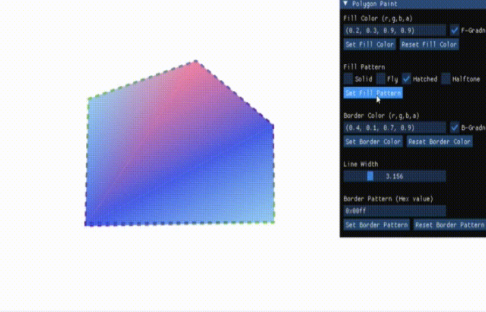 Polygon Paint
Fill Color (r,g,b,a)
(0.2, 0.3, 0.9, 0.9)
F-Gradn
Set Fill Color Reset Fill Color
Fill Pattern
Solid Fly Hatched Halftone
Set Fill Pattern
Border Color (r,g,b,a)
(0.4, 0.1, 0.7, 0.9)
B-Gradn
Set Border Color Reset Border Color
Line Width
3.156
Border Pattern (Hex value)
0x00ff
Set Border Pattern Reset Border Pattern